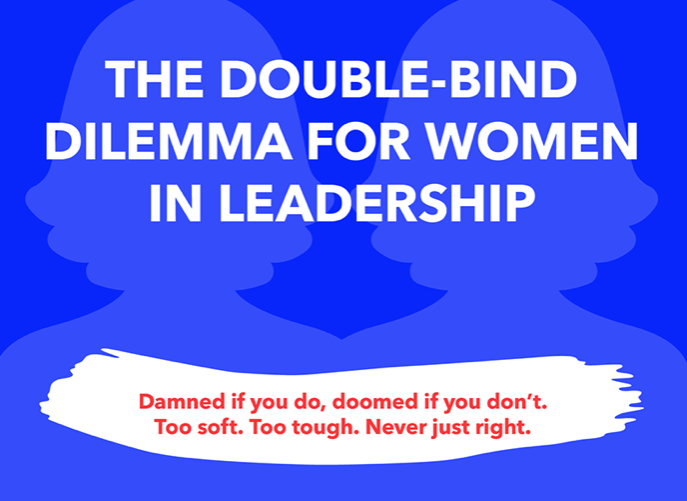 THE DOUBLE-BIND
DILEMMA FOR WOMEN
IN LEADERSHIP
Damned if you do, doomed if you don’t.
Too soft. Too tough. Never just right.